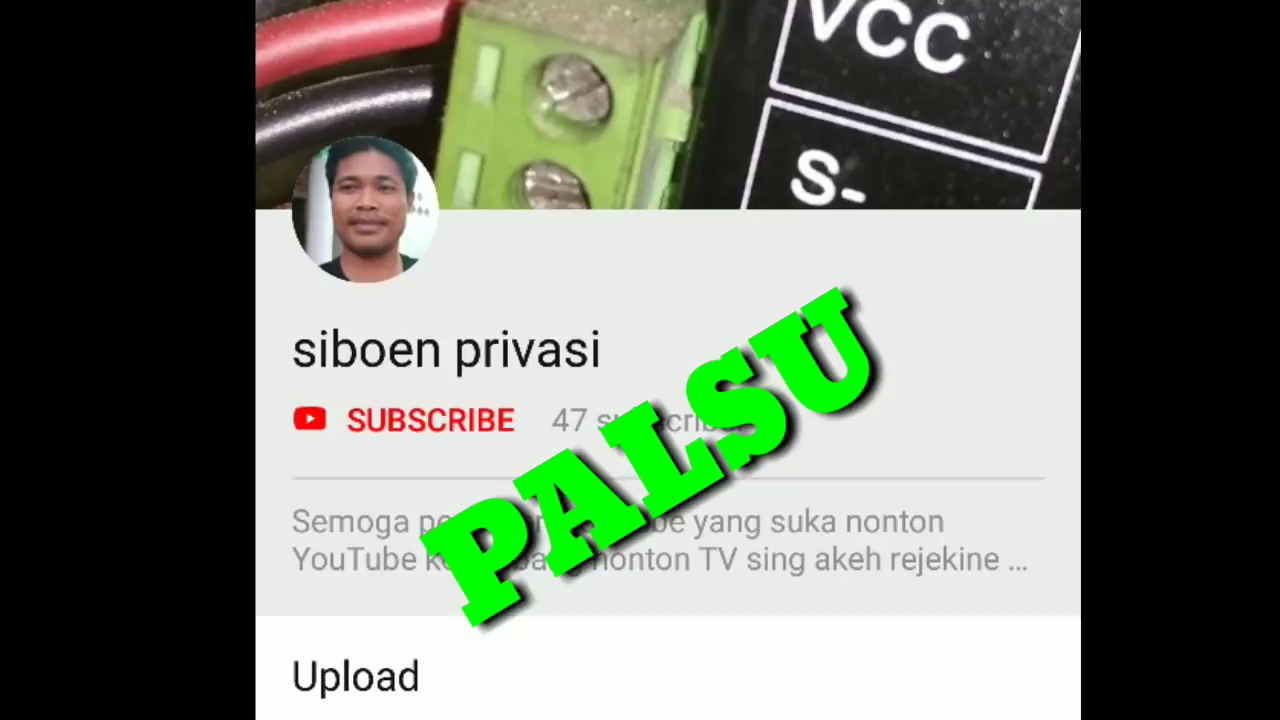 VCC
S-
siboen privasi
SUBSCRIBE 47
PALSU
Semoga yang suka nonton
YouTube nonton TV sing akeh rejekine ...
Upload